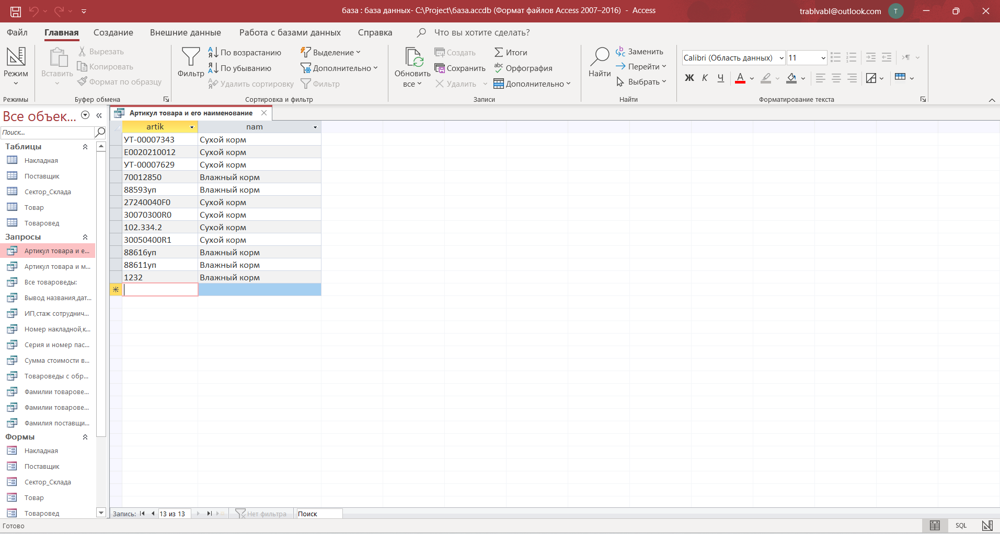 база : база данных- C:\Project\база.accdb (Формат файлов Access 2007–2016) - Access
trablvabl@outlook.com
T
Файл Главная Создание Внешние данные Работа с базами данных Справка Что вы хотите сделать?
Режим
Режимы
Вставить
Вырезать
Копировать
Формат по образцу
Буфер обмена
Фильтр
По возрастанию
По убыванию
Удалить сортировку
Выделение
Дополнительно
Фильтр
Сортировка и фильтр
Обновить
все
Создать
Сохранить
Удалить
Итоги
Орфография
Дополнительно
Записи
Найти
Заменить
Перейти
Выбрать
Найти
Calibri (Область данных) 11
Ж К Ч А
Форматирование текста
Все объек...
Поиск...
Таблицы
Накладная
Поставщик
Сектор_Склада
Товар
Товаровед
Запросы
Артикул товара и е...
Артикул товара и м...
Все товароведы:
Вывод названия,дат...
ИП,стаж сотруднич...
Номер накладной,к...
Серия и номер пас...
Сумма стоимости в...
Товароведы с обр...
Фамилии товарове...
Фамилии товарове...
Фамилия поставщи...
Формы
Накладная
Поставщик
Сектор_Склада
Товар
Товаровед
Артикул товара и его наименование
artik nam
УТ-00007343 Сухой корм
E0020210012 Сухой корм
УТ-00007629 Сухой корм
70012850 Влажный корм
88593уп Влажный корм
27240040F0 Сухой корм
30070300R0 Сухой корм
102.334.2 Сухой корм
30050400R1 Сухой корм
88616уп Влажный корм
88611уп Влажный корм
1232 Влажный корм
Запись: 13 из 13 Нет фильтра Поиск
Готово
SQL